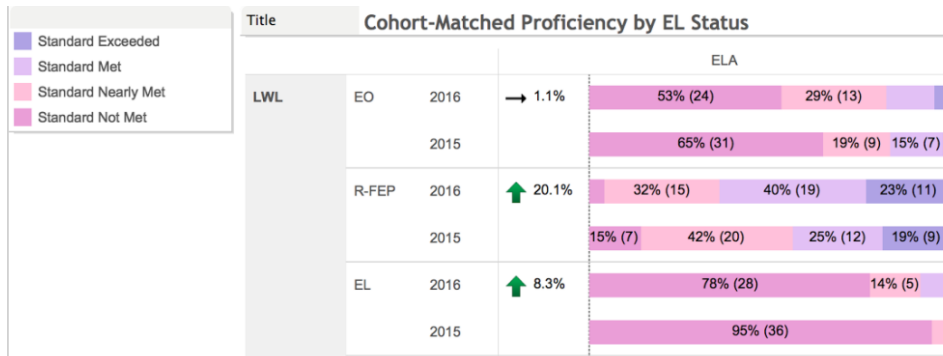 Title
Cohort-Matched Proficiency by EL Status
Standard Exceeded
Standard Met
Standard Nearly Met
Standard Not Met
ELA
LWL EO 2016 1.1% 53% (24) 29% (13)
2015 65% (31) 19% (9) 15% (7)
R-FEP 2016 20.1% 32% (15) 40% (19) 23% (11)
2015 15% (7) 42% (20) 25% (12) 19% (9)
EL 2016 8.3% 78% (28) 14% (5)
2015 95% (36)